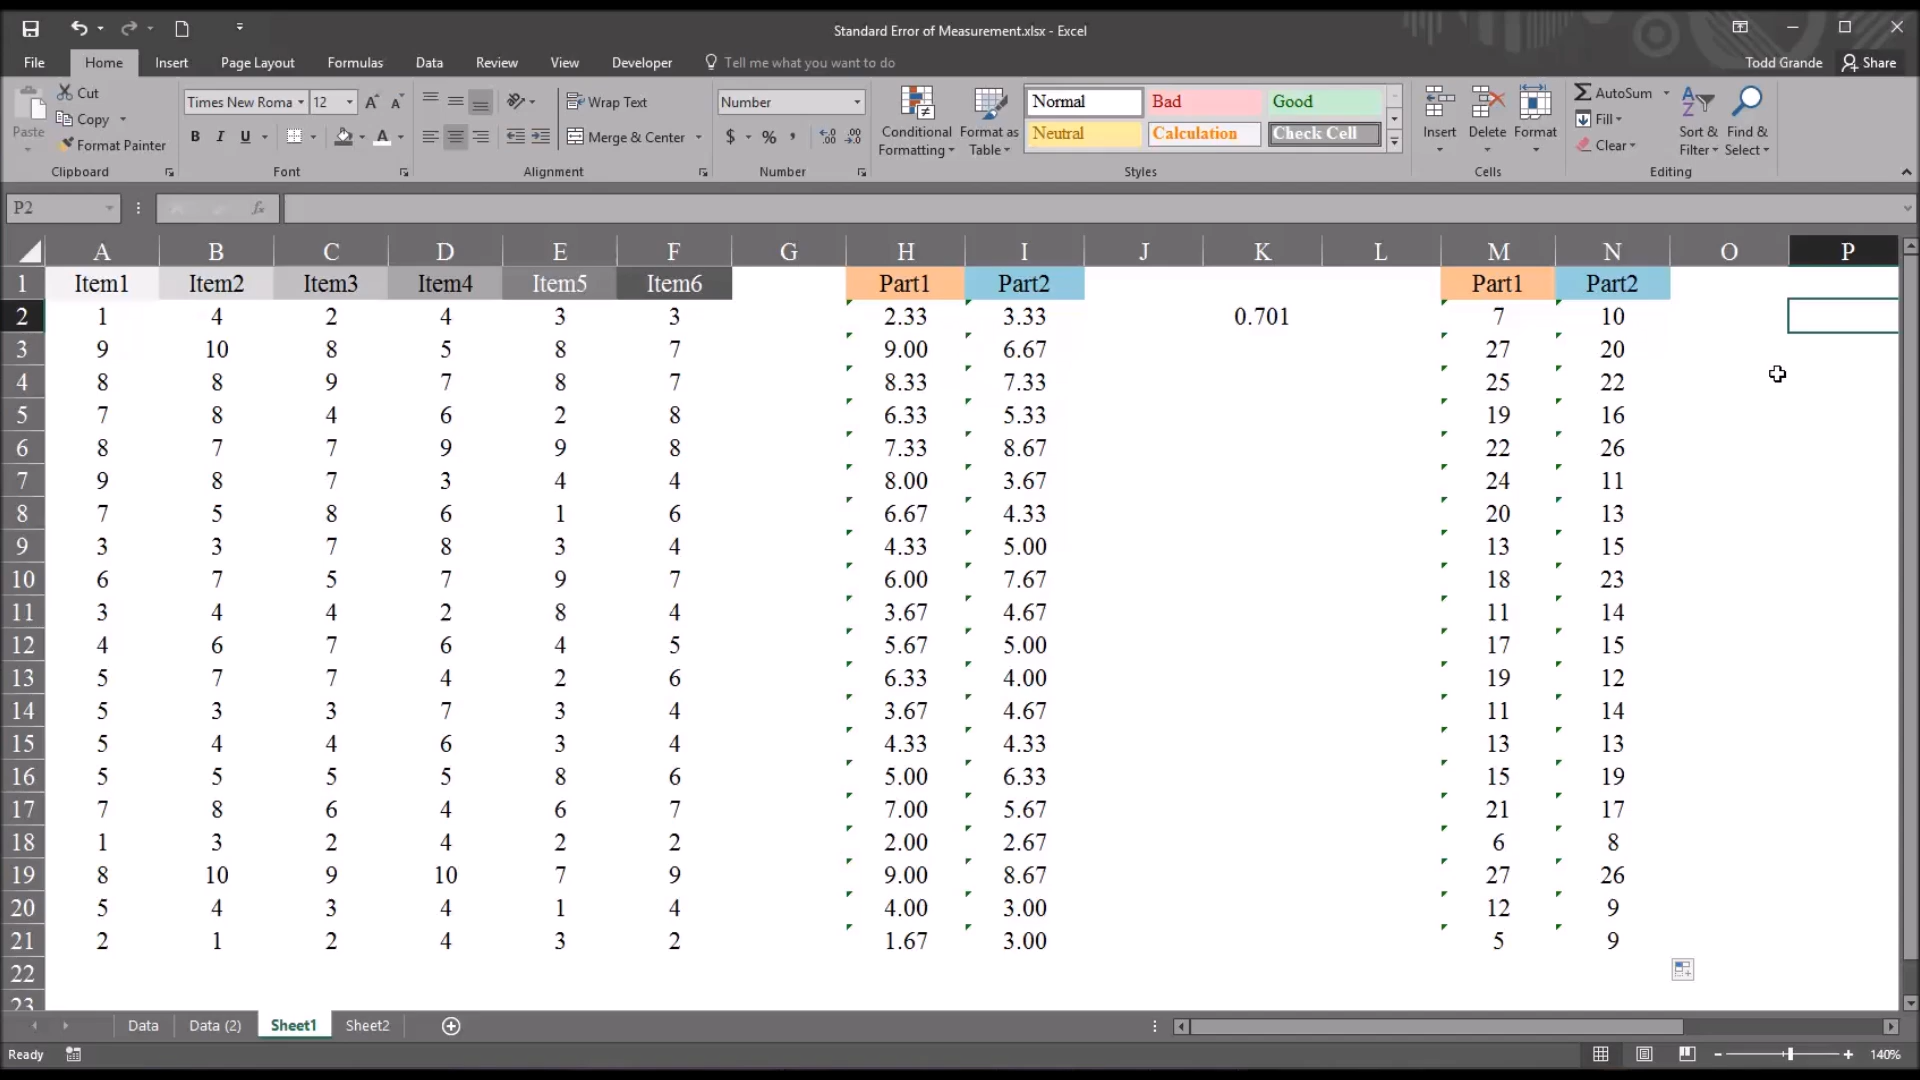 Standard Error of Measurement.xlsx - Excel
File Home Insert Page Layout Formulas Data Review View Developer Tell me what you want to do Todd Grande Share
Paste Cut Copy Format Painter Clipboard
Times New Roma 12 B I U A Font
Wrap Text Merge & Center Alignment
Number $ % , Number
Conditional Formatting Format as Table Normal Bad Good Neutral Calculation Check Cell Styles
Insert Delete Format Cells
AutoSum Fill Clear Sort & Filter Find & Select Editing
P2 fx
A B C D E F G H I J K L M N O P
1 Item1 Item2 Item3 Item4 Item5 Item6 Part1 Part2 Part1 Part2
2 1 4 2 4 3 3 2.33 3.33 0.701 7 10
3 9 10 8 5 8 7 9.00 6.67 27 20
4 8 8 9 7 8 7 8.33 7.33 25 22
5 7 8 4 6 2 8 6.33 5.33 19 16
6 8 7 7 9 9 8 7.33 8.67 22 26
7 9 8 7 3 4 4 8.00 3.67 24 11
8 7 5 8 6 1 6 6.67 4.33 20 13
9 3 3 7 8 3 4 4.33 5.00 13 15
10 6 7 5 7 9 7 6.00 7.67 18 23
11 3 4 4 2 8 4 3.67 4.67 11 14
12 4 6 7 6 4 5 5.67 5.00 17 15
13 5 7 7 4 2 6 6.33 4.00 19 12
14 5 3 3 7 3 4 3.67 4.67 11 14
15 5 4 4 6 3 4 4.33 4.33 13 13
16 5 5 5 5 8 6 5.00 6.33 15 19
17 7 8 6 4 6 7 7.00 5.67 21 17
18 1 3 2 4 2 2 2.00 2.67 6 8
19 8 10 9 10 7 9 9.00 8.67 27 26
20 5 4 3 4 1 4 4.00 3.00 12 9
21 2 1 2 4 3 2 1.67 3.00 5 9
22
23
Data Data (2) Sheet1 Sheet2
Ready 140%